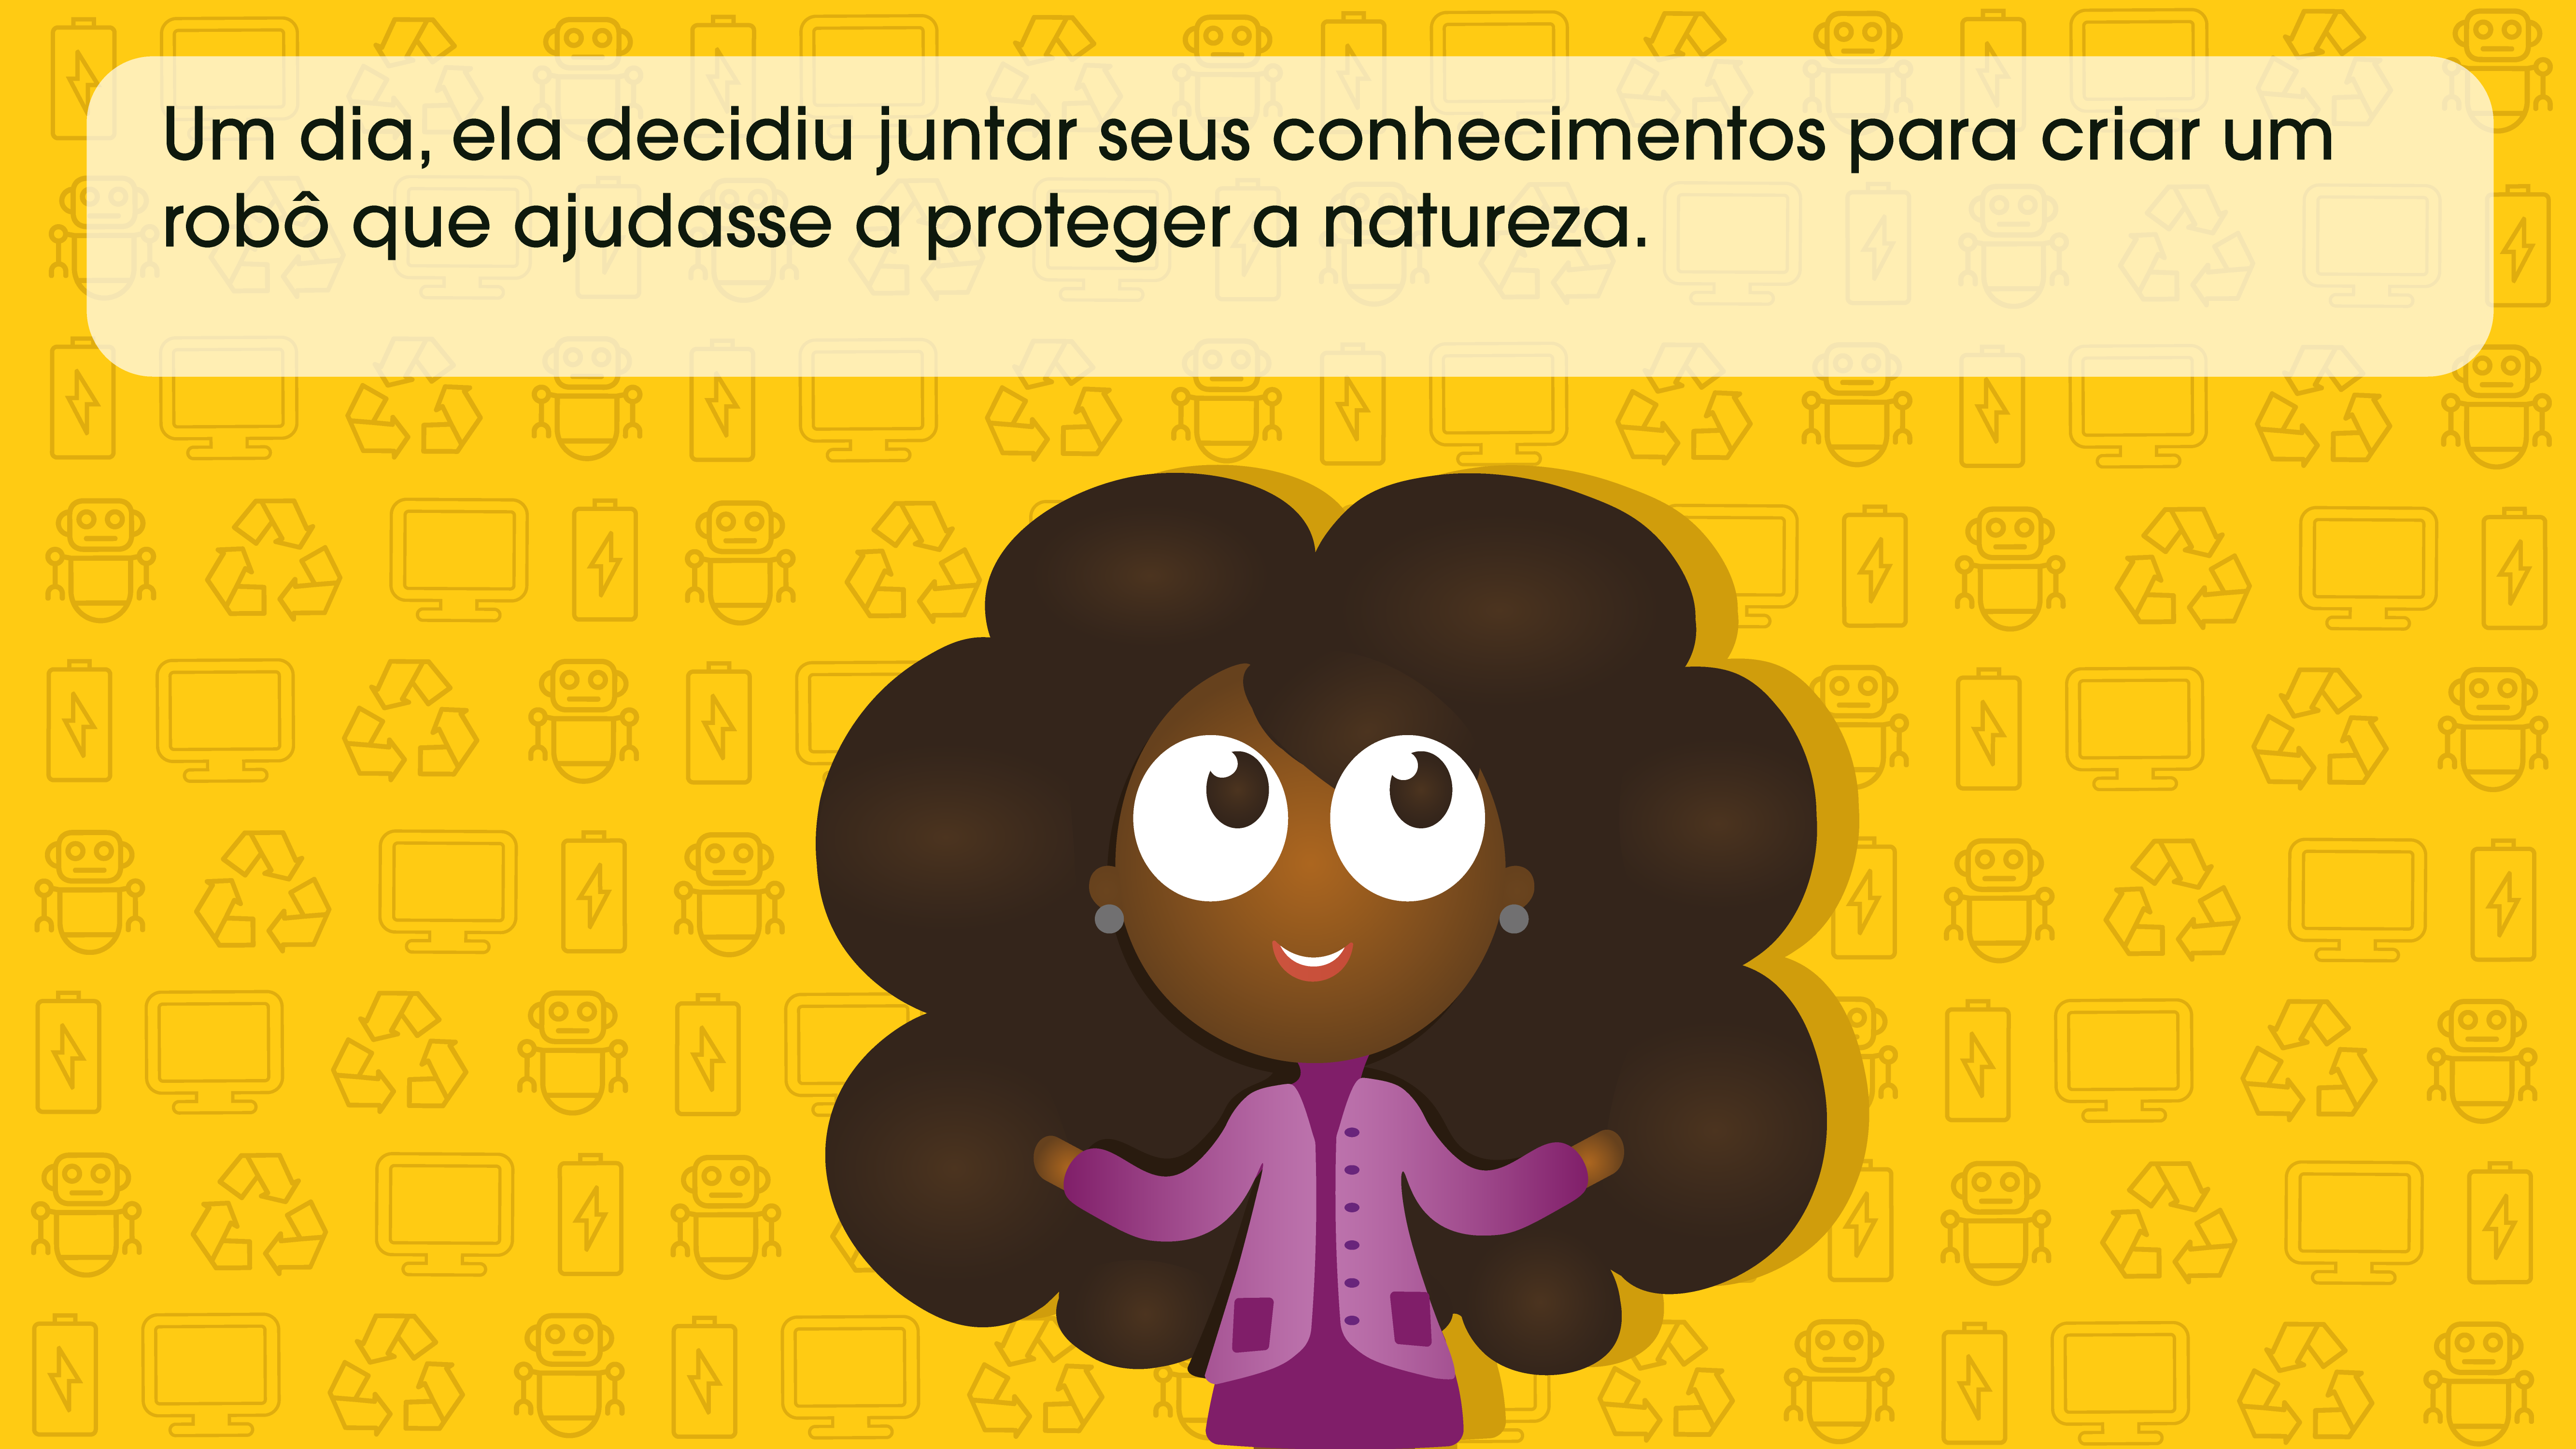 Um dia, ela decidiu juntar seus conhecimentos para criar um
robô que ajudasse a proteger a natureza.